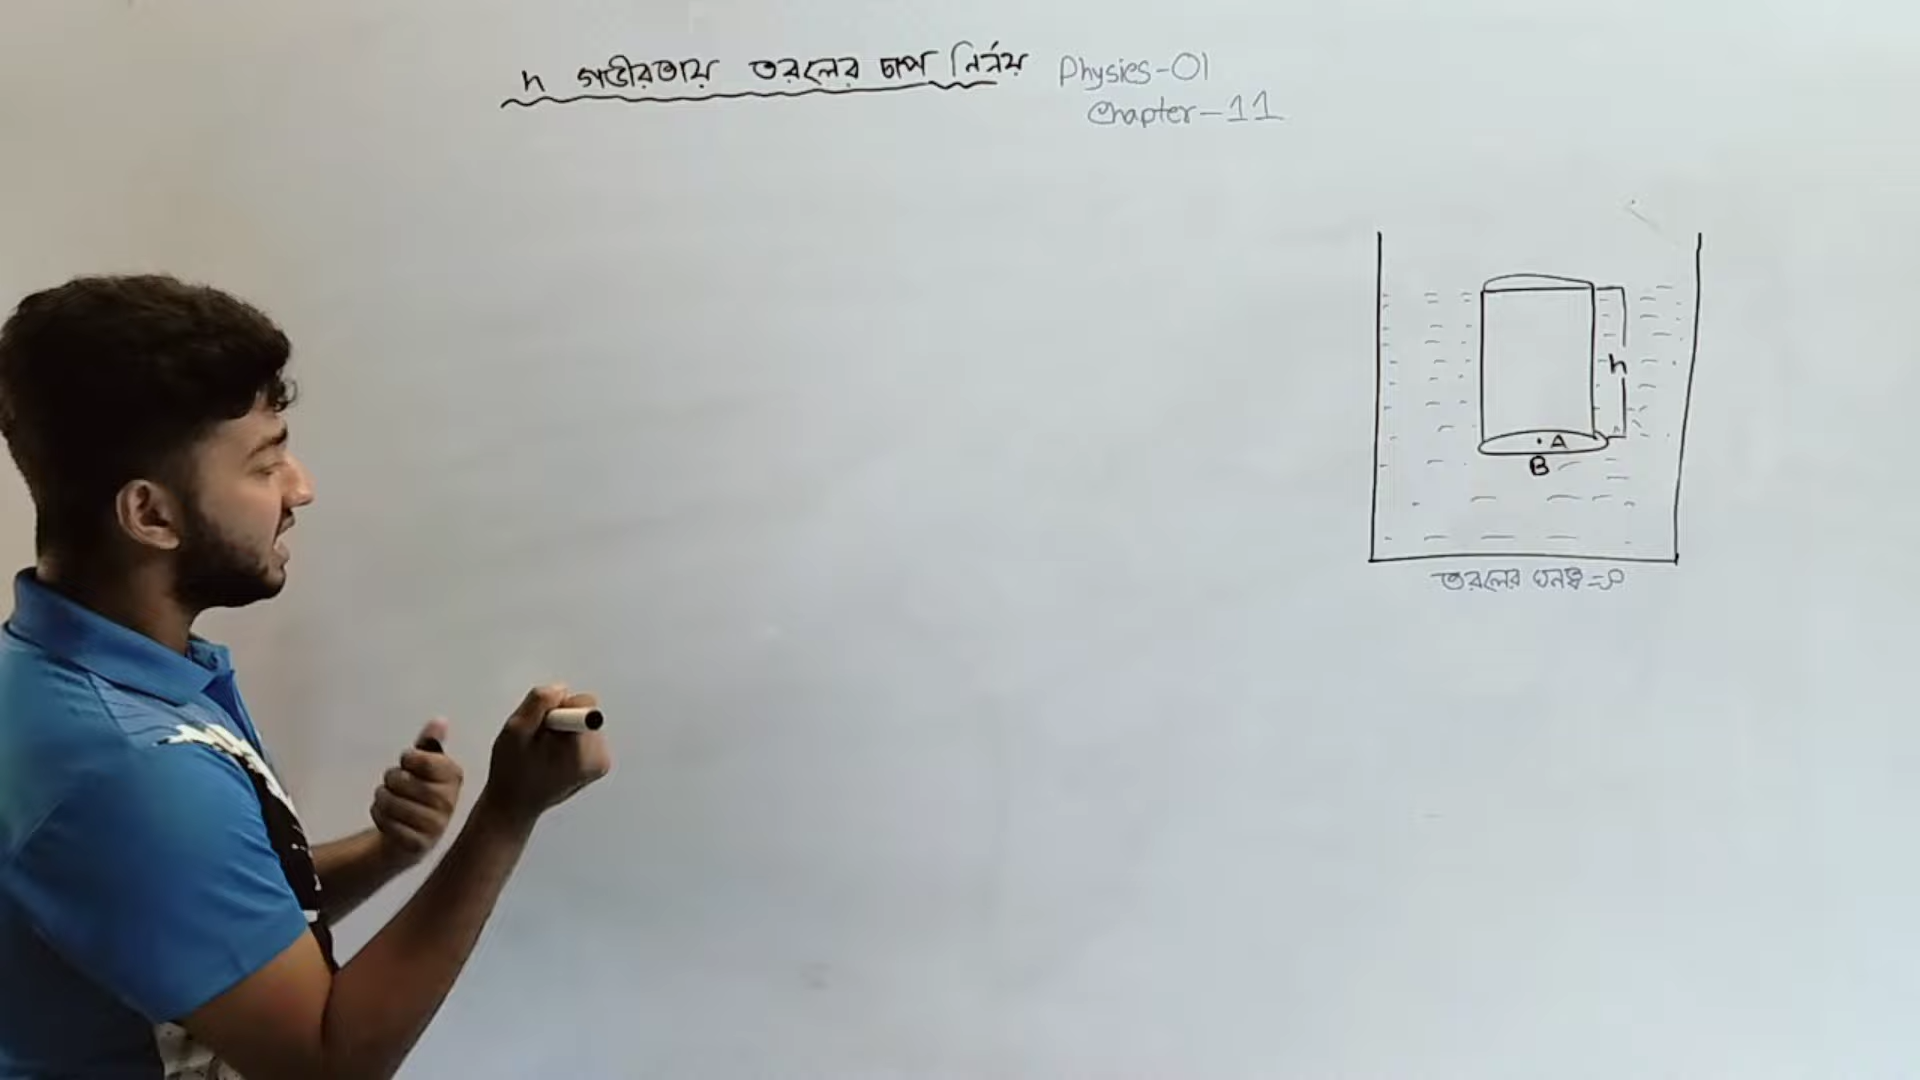 h গভীরতায় তরলের চাপ নির্ণয়
Physics-01
Chapter-11
h
A
B
তরলের ঘনত্ব = ρ